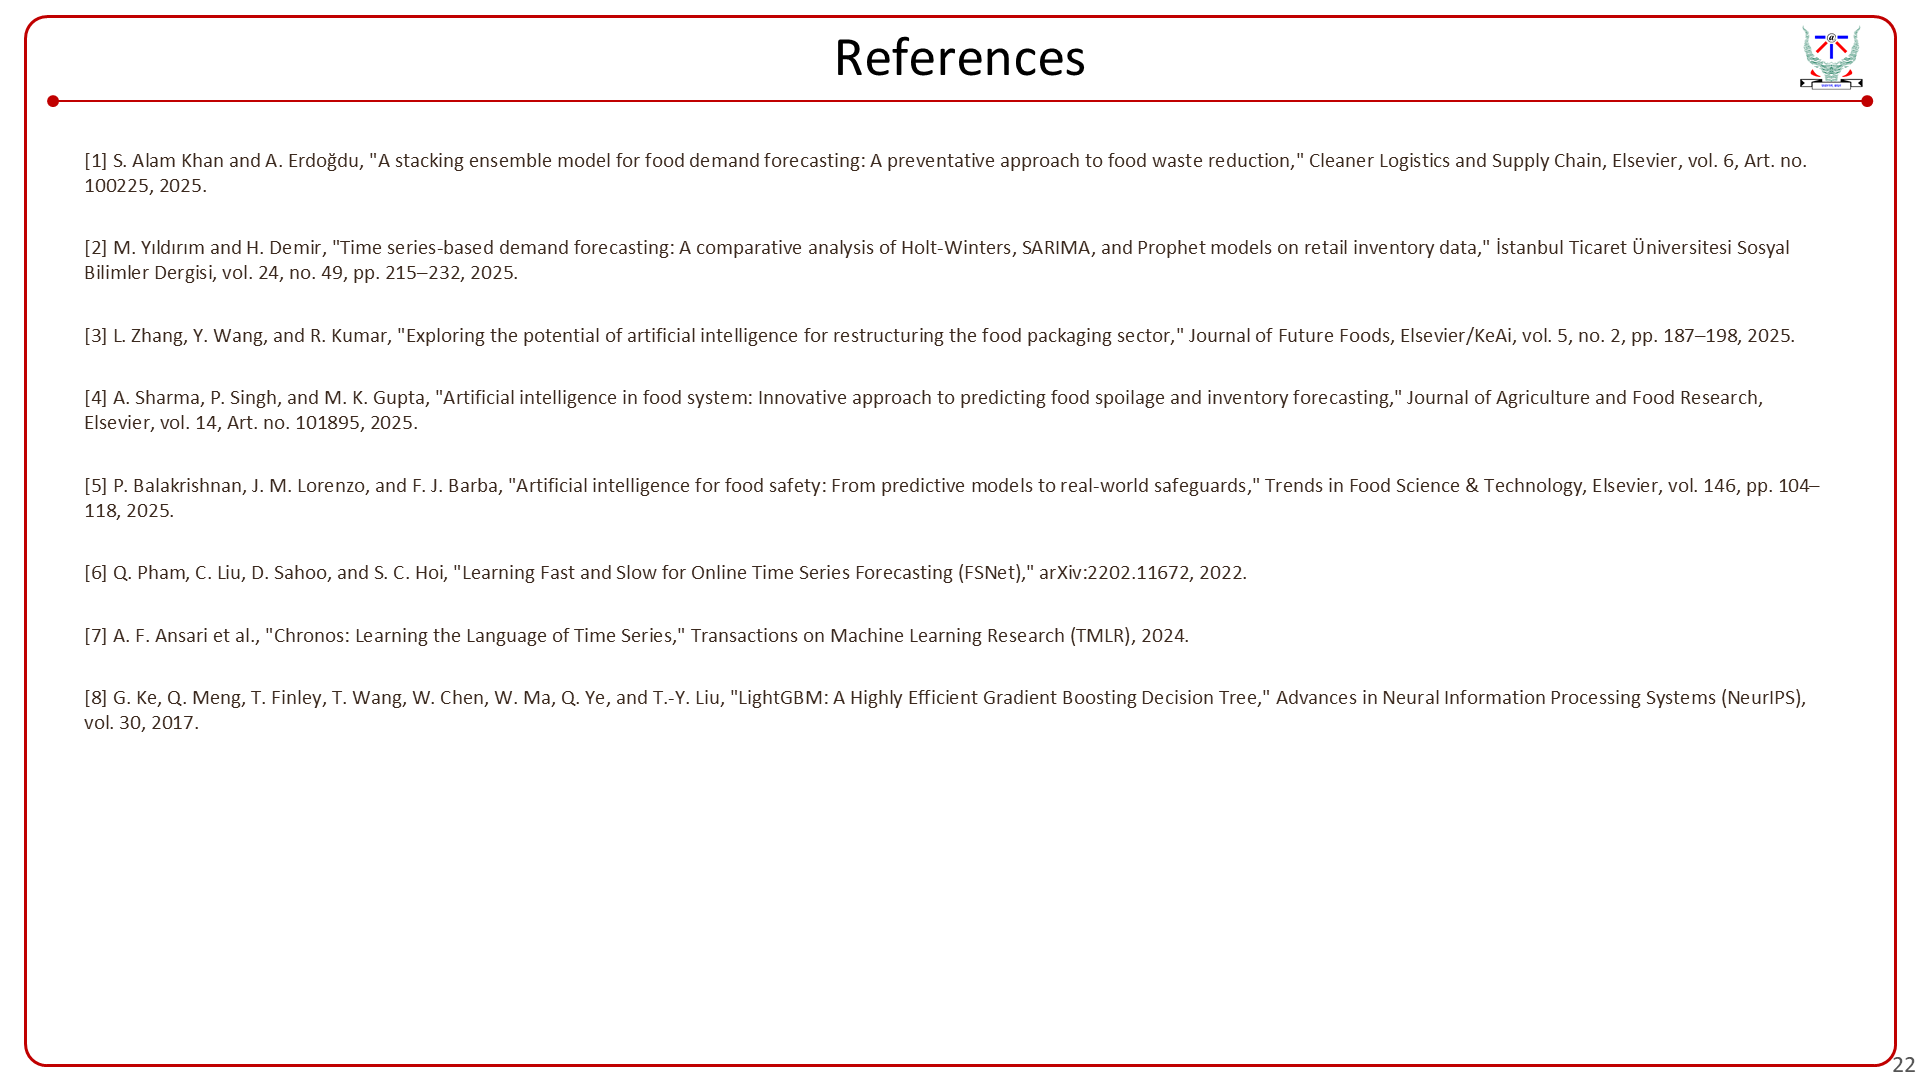 References
[1] S. Alam Khan and A. Erdoğdu, "A stacking ensemble model for food demand forecasting: A preventative approach to food waste reduction," Cleaner Logistics and Supply Chain, Elsevier, vol. 6, Art. no.
100225, 2025.
[2] M. Yıldırım and H. Demir, "Time series-based demand forecasting: A comparative analysis of Holt-Winters, SARIMA, and Prophet models on retail inventory data," İstanbul Ticaret Üniversitesi Sosyal
Bilimler Dergisi, vol. 24, no. 49, pp. 215–232, 2025.
[3] L. Zhang, Y. Wang, and R. Kumar, "Exploring the potential of artificial intelligence for restructuring the food packaging sector," Journal of Future Foods, Elsevier/KeAi, vol. 5, no. 2, pp. 187–198, 2025.
[4] A. Sharma, P. Singh, and M. K. Gupta, "Artificial intelligence in food system: Innovative approach to predicting food spoilage and inventory forecasting," Journal of Agriculture and Food Research,
Elsevier, vol. 14, Art. no. 101895, 2025.
[5] P. Balakrishnan, J. M. Lorenzo, and F. J. Barba, "Artificial intelligence for food safety: From predictive models to real-world safeguards," Trends in Food Science & Technology, Elsevier, vol. 146, pp. 104–
118, 2025.
[6] Q. Pham, C. Liu, D. Sahoo, and S. C. Hoi, "Learning Fast and Slow for Online Time Series Forecasting (FSNet)," arXiv:2202.11672, 2022.
[7] A. F. Ansari et al., "Chronos: Learning the Language of Time Series," Transactions on Machine Learning Research (TMLR), 2024.
[8] G. Ke, Q. Meng, T. Finley, T. Wang, W. Chen, W. Ma, Q. Ye, and T.-Y. Liu, "LightGBM: A Highly Efficient Gradient Boosting Decision Tree," Advances in Neural Information Processing Systems (NeurIPS),
vol. 30, 2017.
22